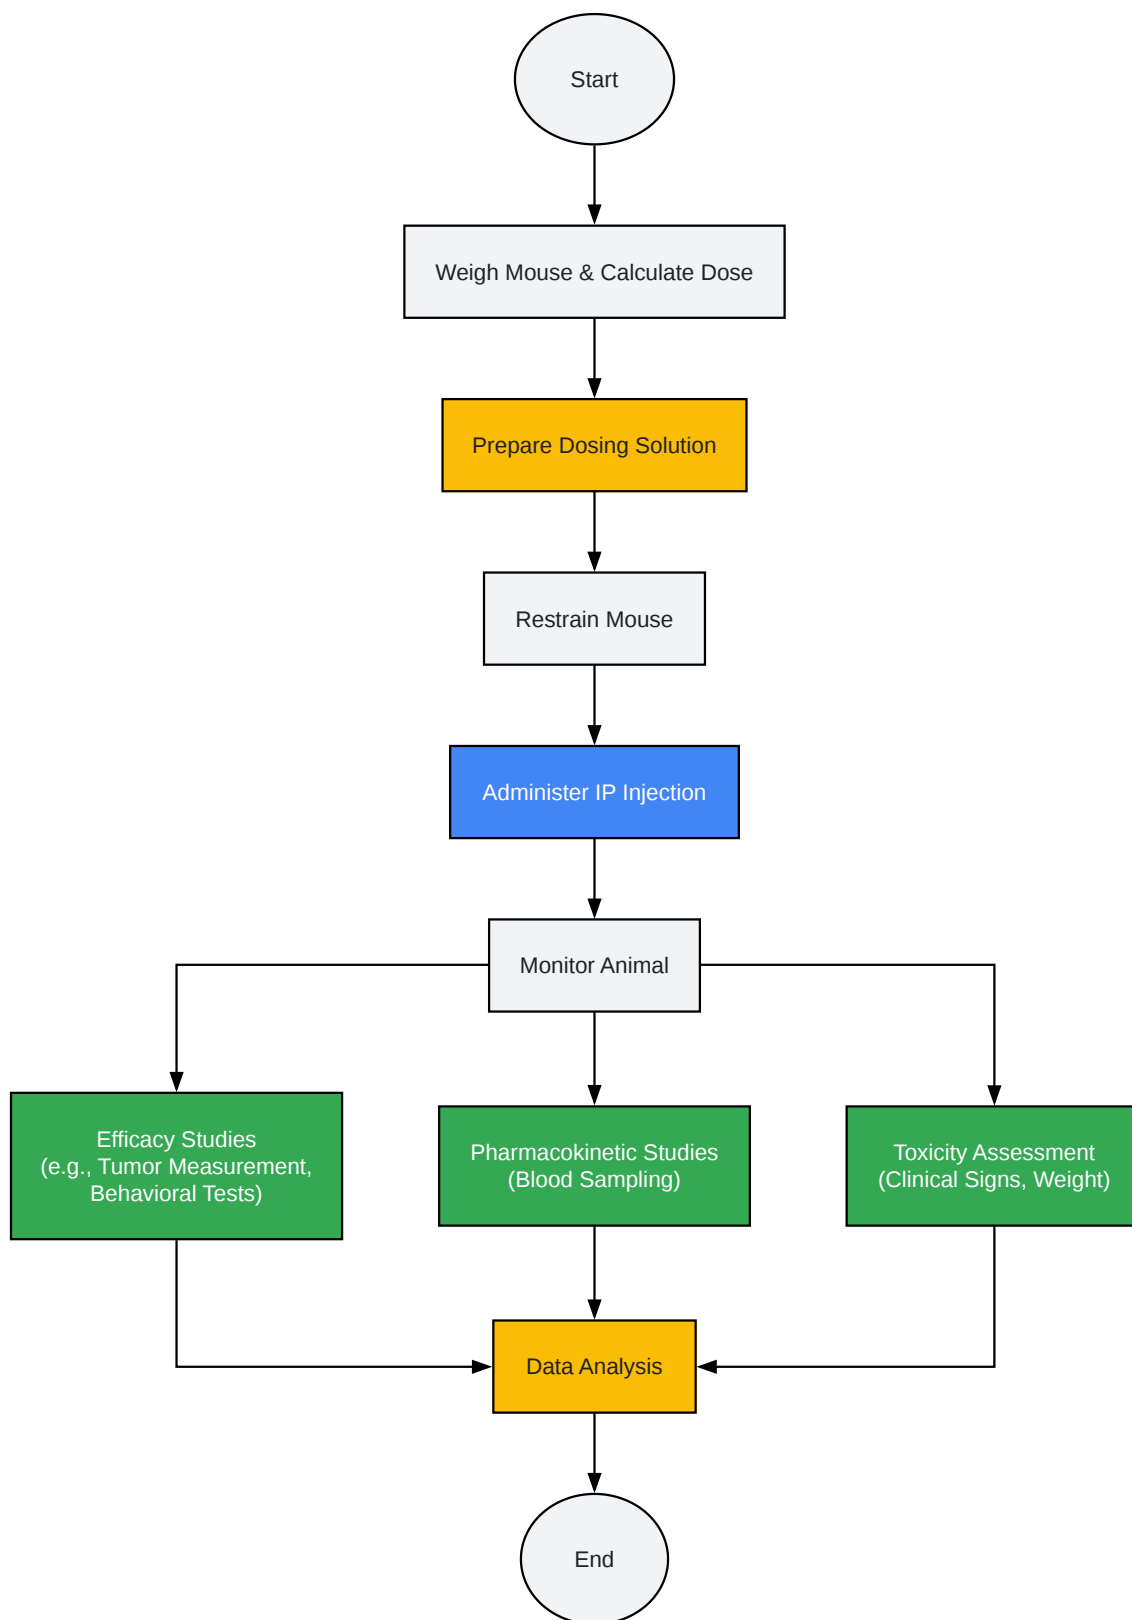 Start
Weigh Mouse & Calculate Dose
Prepare Dosing Solution
Restrain Mouse
Administer IP Injection
Monitor Animal
Efficacy Studies
(e.g., Tumor Measurement,
Behavioral Tests)
Pharmacokinetic Studies
(Blood Sampling)
Toxicity Assessment
(Clinical Signs, Weight)
Data Analysis
End